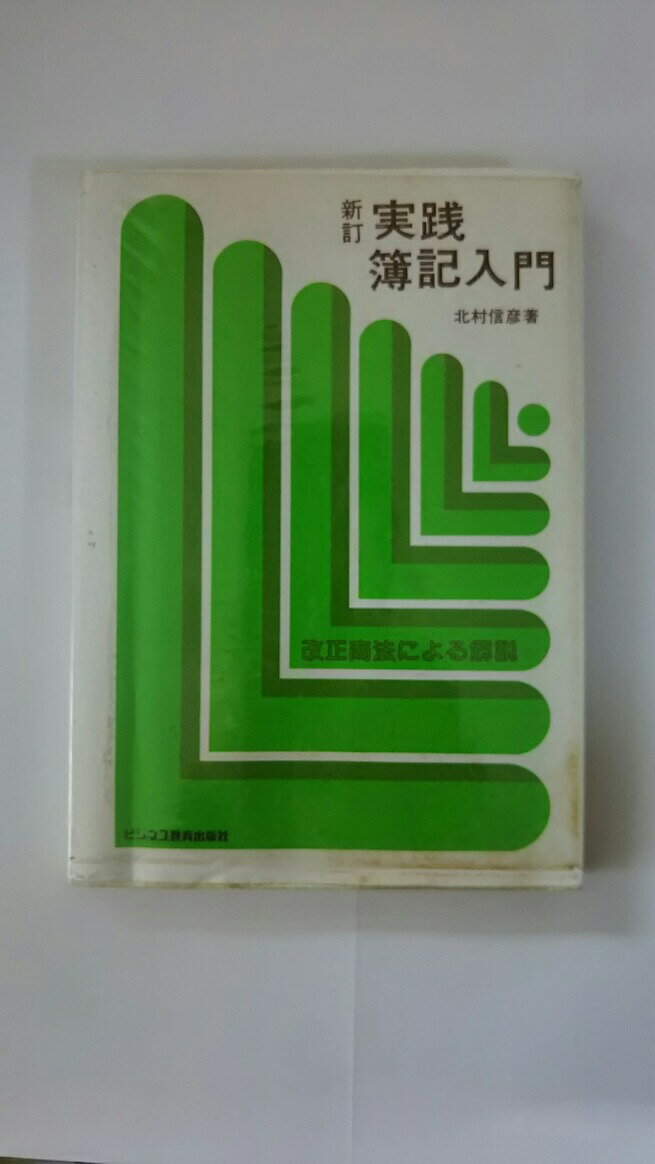 新訂
実践
簿記入門
北村信彦著
改正商法による解説
ビジネス教育出版社